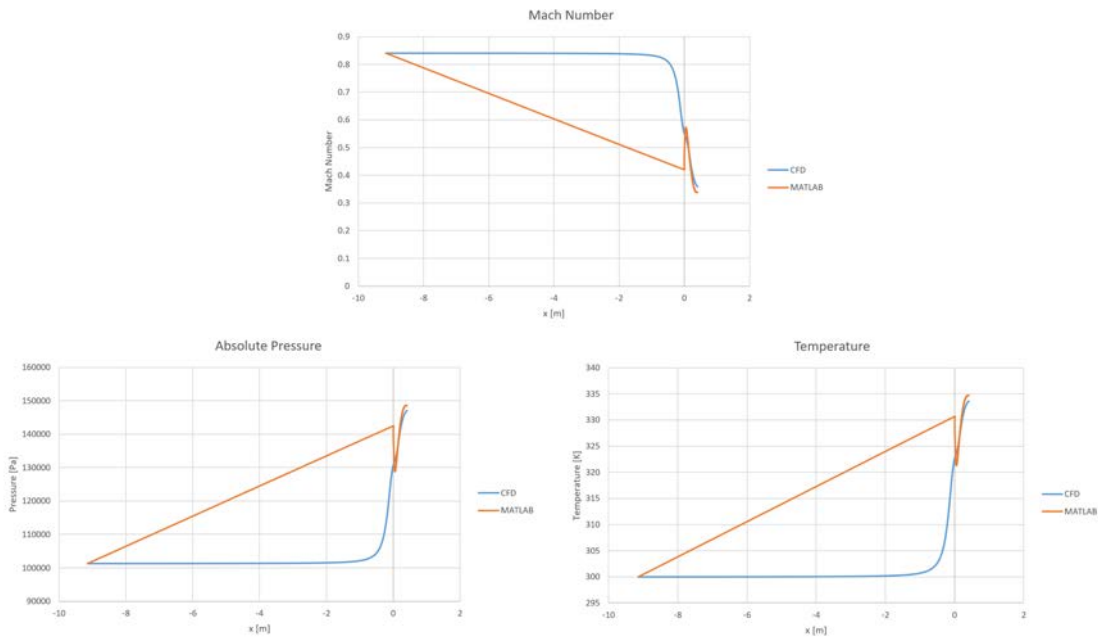 Mach Number
0.9
0.8
0.7
0.6
0.5
0.4
0.3
0.2
0.1
0
Mach Number
-10 -8 -6 -4 -2 0 2
x [m]
CFD
MATLAB
Absolute Pressure
160000
150000
140000
130000
120000
110000
100000
90000
Pressure [Pa]
-10 -8 -6 -4 -2 0 2
x [m]
CFD
MATLAB
Temperature
340
335
330
325
320
315
310
305
300
295
Temperature [K]
-10 -8 -6 -4 -2 0 2
x [m]
CFD
MATLAB